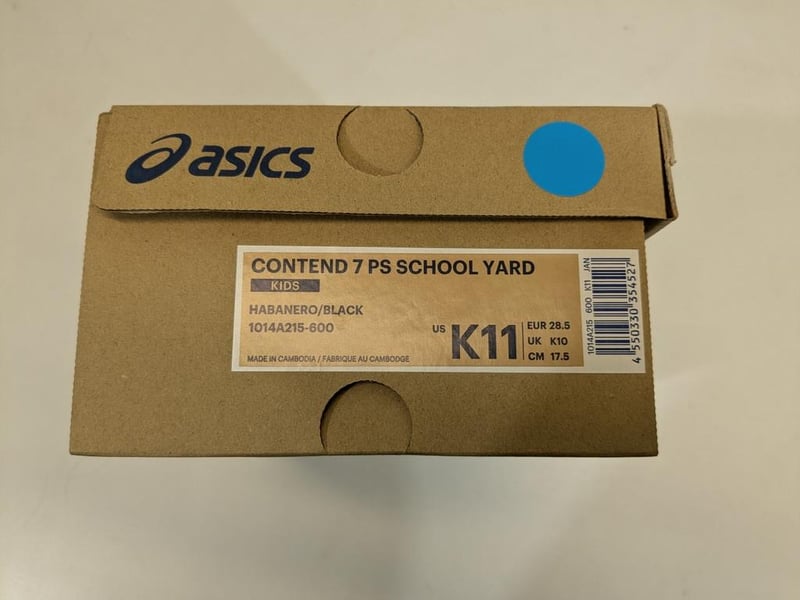 asics
CONTEND 7 PS SCHOOL YARD
KIDS
HABANERO/BLACK
1014A215-600
MADE IN CAMBODIA / FABRIQUE AU CAMBODGE
US K11
EUR 28.5
UK K10
CM 17.5
1014A215 600 K11 JAN
4 550330 354527